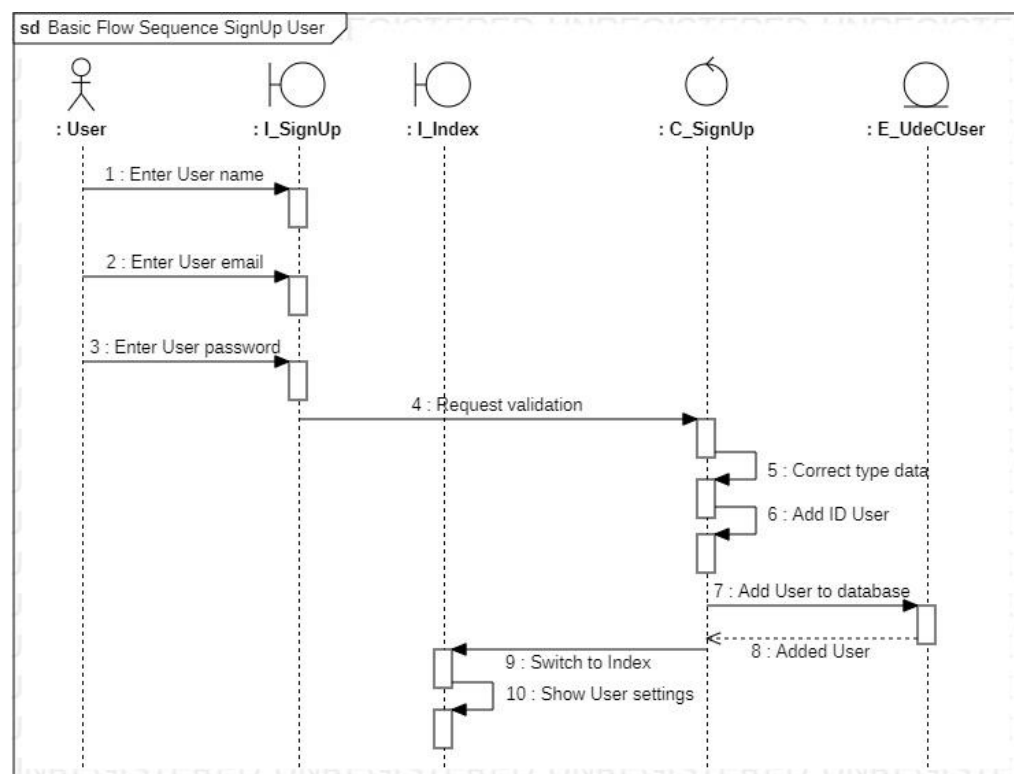 sd Basic Flow Sequence SignUp User
: User
: I_SignUp
: I_Index
: C_SignUp
: E_UdeCUser
1 : Enter User name
2 : Enter User email
3 : Enter User password
4 : Request validation
5 : Correct type data
6 : Add ID User
7 : Add User to database
8 : Added User
9 : Switch to Index
10 : Show User settings